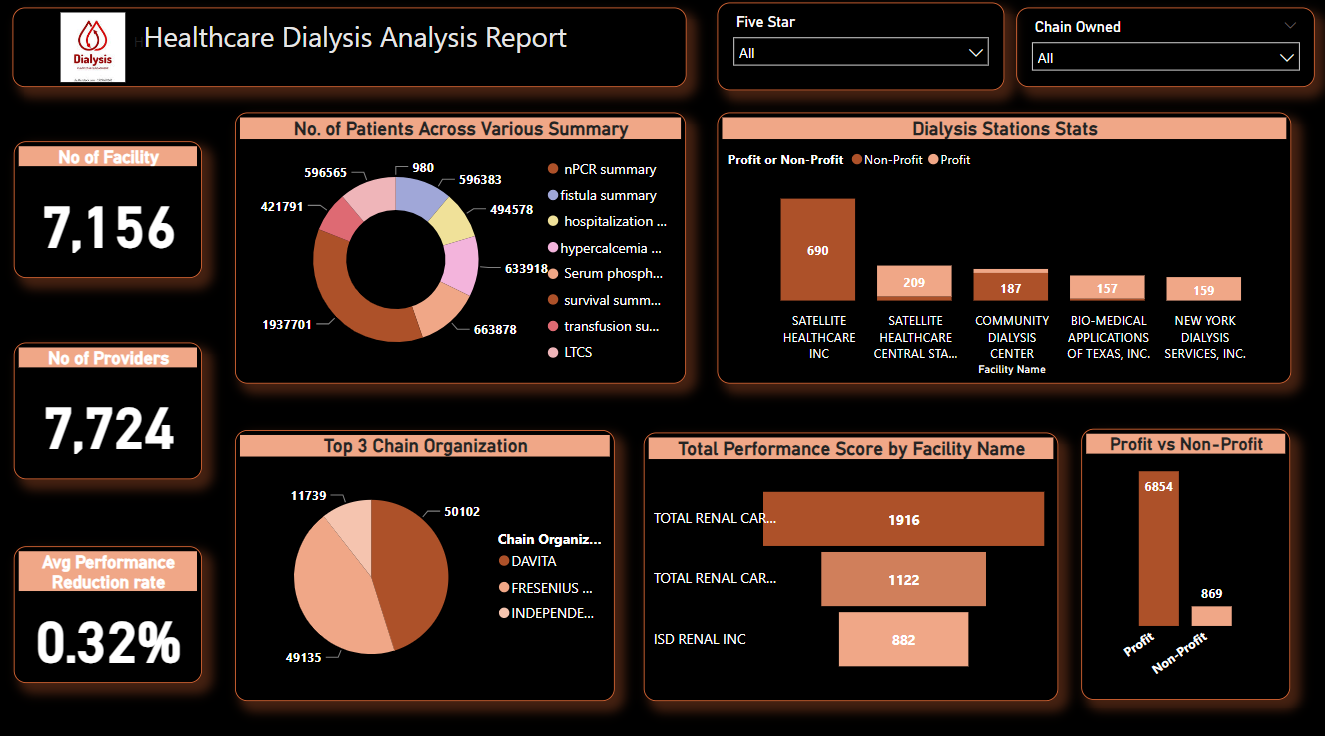 Dialysis
Healthcare Dialysis Analysis Report
Five Star
All
Chain Owned
All
No of Facility
7,156
No of Providers
7,724
Avg Performance
Reduction rate
0.32%
No. of Patients Across Various Summary
980
596383
494578
633918
663878
1937701
421791
596565
nPCR summary
fistula summary
hospitalization ...
hypercalcemia ...
Serum phosph...
survival summ...
transfusion su...
LTCS
Dialysis Stations Stats
Profit or Non-Profit Non-Profit Profit
690
209
187
157
159
SATELLITE
HEALTHCARE
INC
SATELLITE
HEALTHCARE
CENTRAL STA...
COMMUNITY
DIALYSIS
CENTER
BIO-MEDICAL
APPLICATIONS
OF TEXAS, INC.
NEW YORK
DIALYSIS
SERVICES, INC.
Facility Name
Top 3 Chain Organization
11739
50102
49135
Chain Organiz...
DAVITA
FRESENIUS ...
INDEPENDE...
Total Performance Score by Facility Name
TOTAL RENAL CAR... 1916
TOTAL RENAL CAR... 1122
ISD RENAL INC 882
Profit vs Non-Profit
6854
869
Profit
Non-Profit